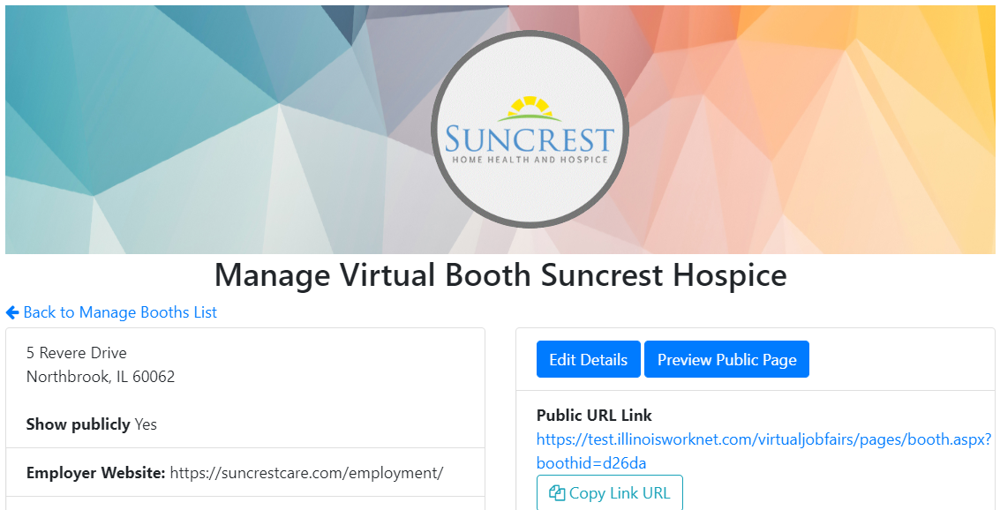 SUNCREST
HOME HEALTH AND HOSPICE
Manage Virtual Booth Suncrest Hospice
Back to Manage Booths List
5 Revere Drive
Northbrook, IL 60062
Show publicly Yes
Employer Website: https://suncrestcare.com/employment/
Edit Details
Preview Public Page
Public URL Link
https://test.illinoisworknet.com/virtualjobfairs/pages/booth.aspx?
boothid=d26da
Copy Link URL